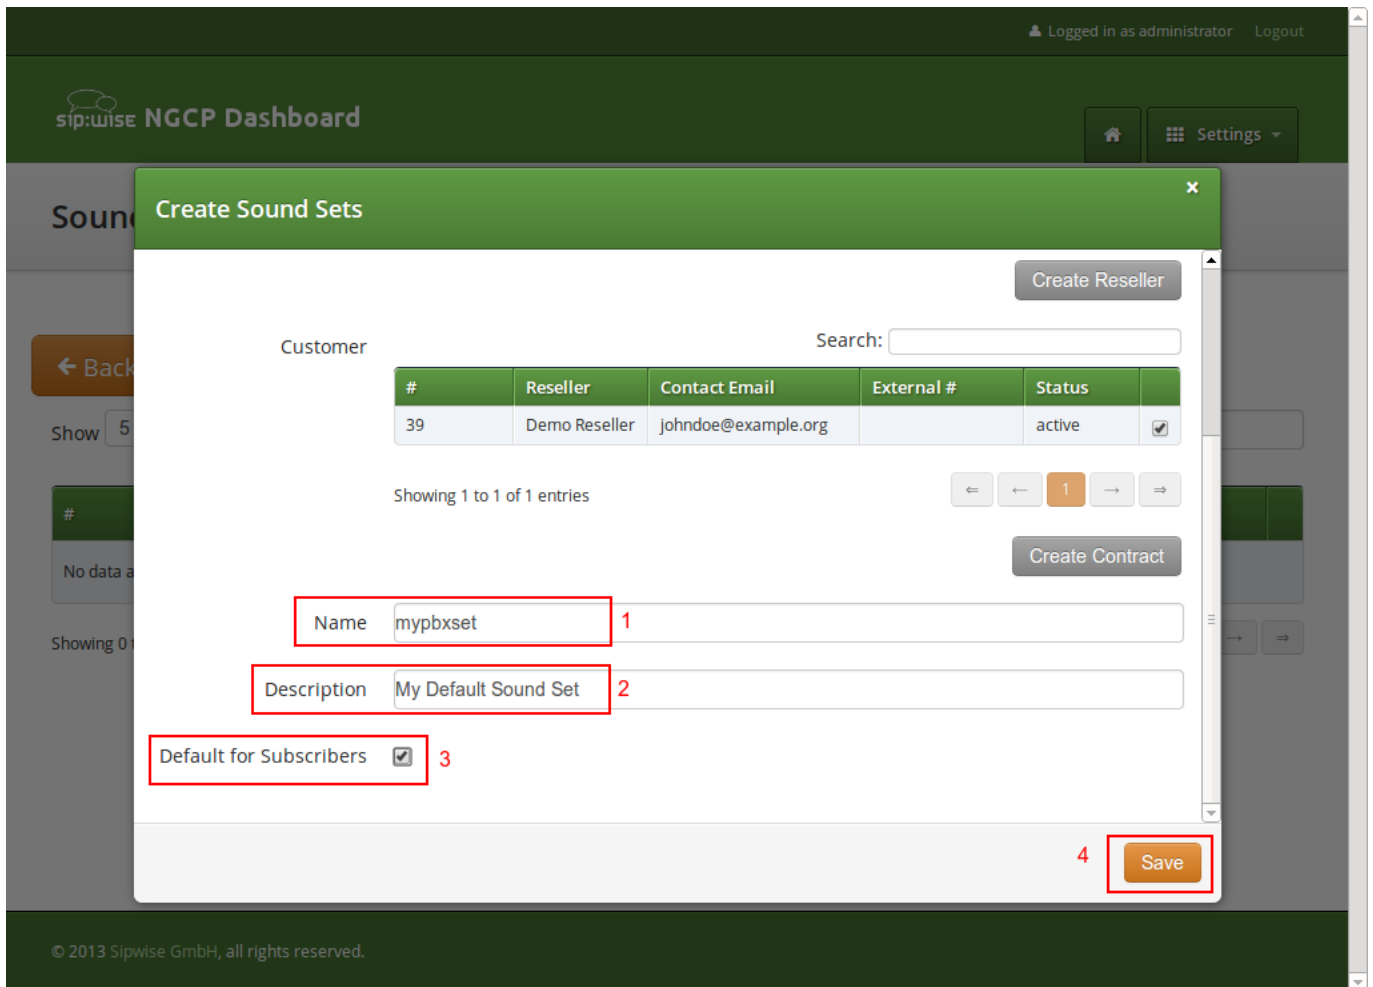 Logged in as administrator Logout
sip:wise NGCP Dashboard
Settings
Soun
Create Sound Sets
×
Create Reseller
Customer
Search:
# Reseller Contact Email External # Status
39 Demo Reseller johndoe@example.org active
Back
Show 5
Showing 1 to 1 of 1 entries
⇐ ← 1 → ⇒
#
Create Contract
No data a
Name mypbxset 1
Showing 0 t
→ ⇒
Description My Default Sound Set 2
Default for Subscribers 3
4 Save
© 2013 Sipwise GmbH, all rights reserved.